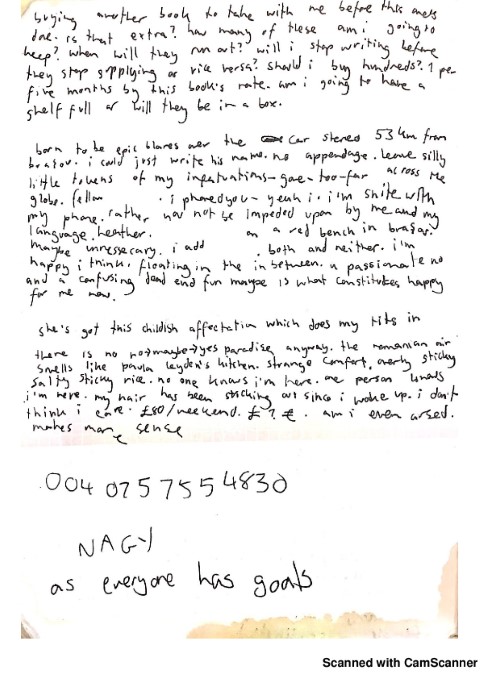 buying another book to take with me before this ones
done. is that extra? how many of these am i going to
keep? when will they run out? will i stop writing before
they stop supplying or vice versa? should i buy hundreds? 1 per
five months by this book's rate. am i going to have a
shelf full or will they be in a box.
born to be epic blares over the car stereo 53 km from
brasov. i could just write his name. no appendage. leave silly
little tokens of my infatuations-gone-too-far across the
globe. fellow . i phoned you - yeah i. i'm shite with
my phone. rather not be impeded upon by me and my
language. heather. on a red bench in brasov.
maybe unnessecary. i add . both and neither. i'm
happy i think. floating in the in between. a passionate no
and a confusing dead end fun maybe is what constitutes happy
for me now.
she's got this childish affectation which does my tits in
there is no no→maybe→yes paradise anyway. the romanian air
smells like paula leyden's kitchen. strange comfort. overly sticky
salty sticky rice. no one knows i'm here. one person knows
i'm here. my hair has been sticking out since i woke up. i don't
think i care. £80/weekend. £? €. am i even arsed.
makes more sense
004 0757554830
NAGY
as everyone has goals
Scanned with CamScanner